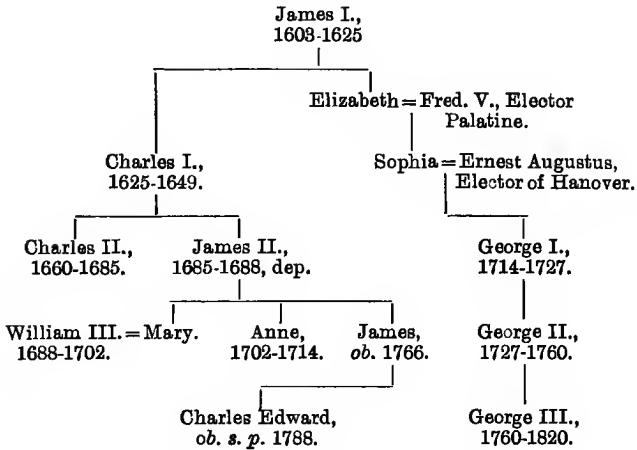 James I.,
1603-1625
Elizabeth = Fred. V., Elector
Palatine.
Charles I.,
1625-1649.
Sophia = Ernest Augustus,
Elector of Hanover.
Charles II.,
1660-1685.
James II.,
1685-1688, dep.
George I.,
1714-1727.
William III. = Mary.
1688-1702.
Anne,
1702-1714.
James,
ob. 1766.
George II.,
1727-1760.
Charles Edward,
ob. s. p. 1788.
George III.,
1760-1820.